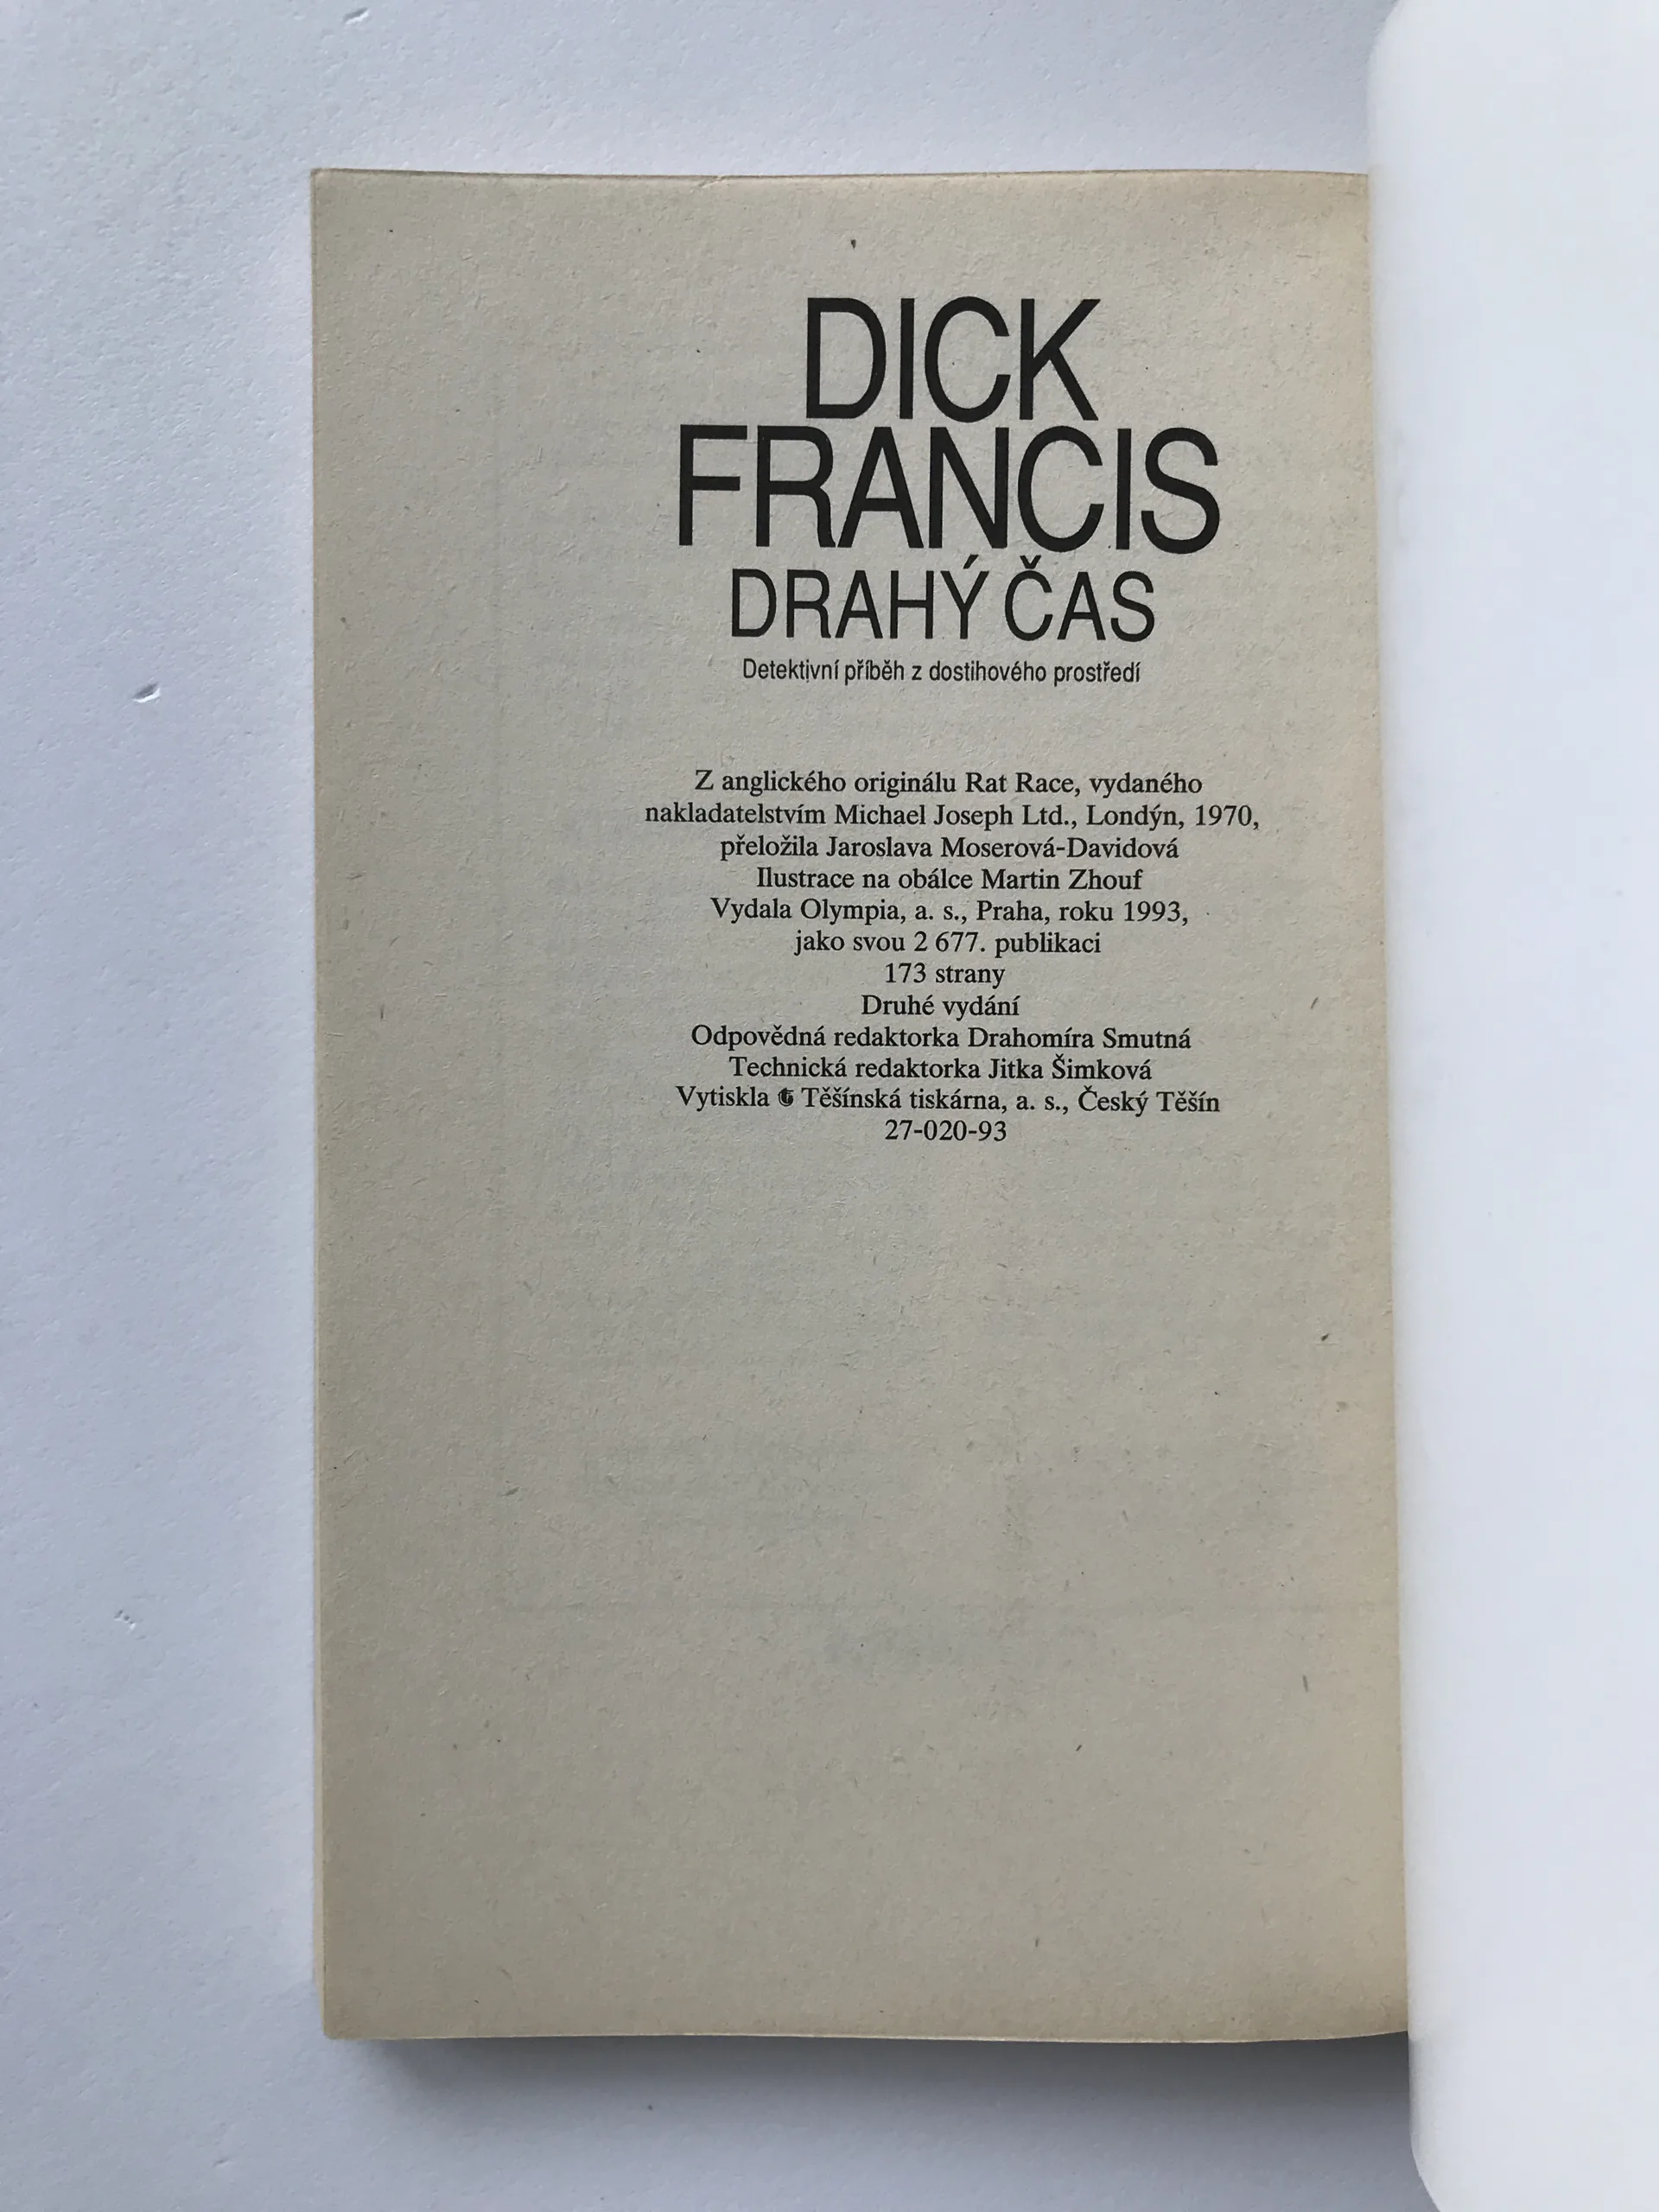 DICK
FRANCIS
DRAHÝ ČAS
Detektivní příběh z dostihového prostředí
Z anglického originálu Rat Race, vydaného
nakladatelstvím Michael Joseph Ltd., Londýn, 1970,
přeložila Jaroslava Moserová-Davidová
Ilustrace na obálce Martin Zhouf
Vydala Olympia, a. s., Praha, roku 1993,
jako svou 2 677. publikaci
173 strany
Druhé vydání
Odpovědná redaktorka Drahomíra Smutná
Technická redaktorka Jitka Šimková
Vytiskla Těšínská tiskárna, a. s., Český Těšín
27-020-93